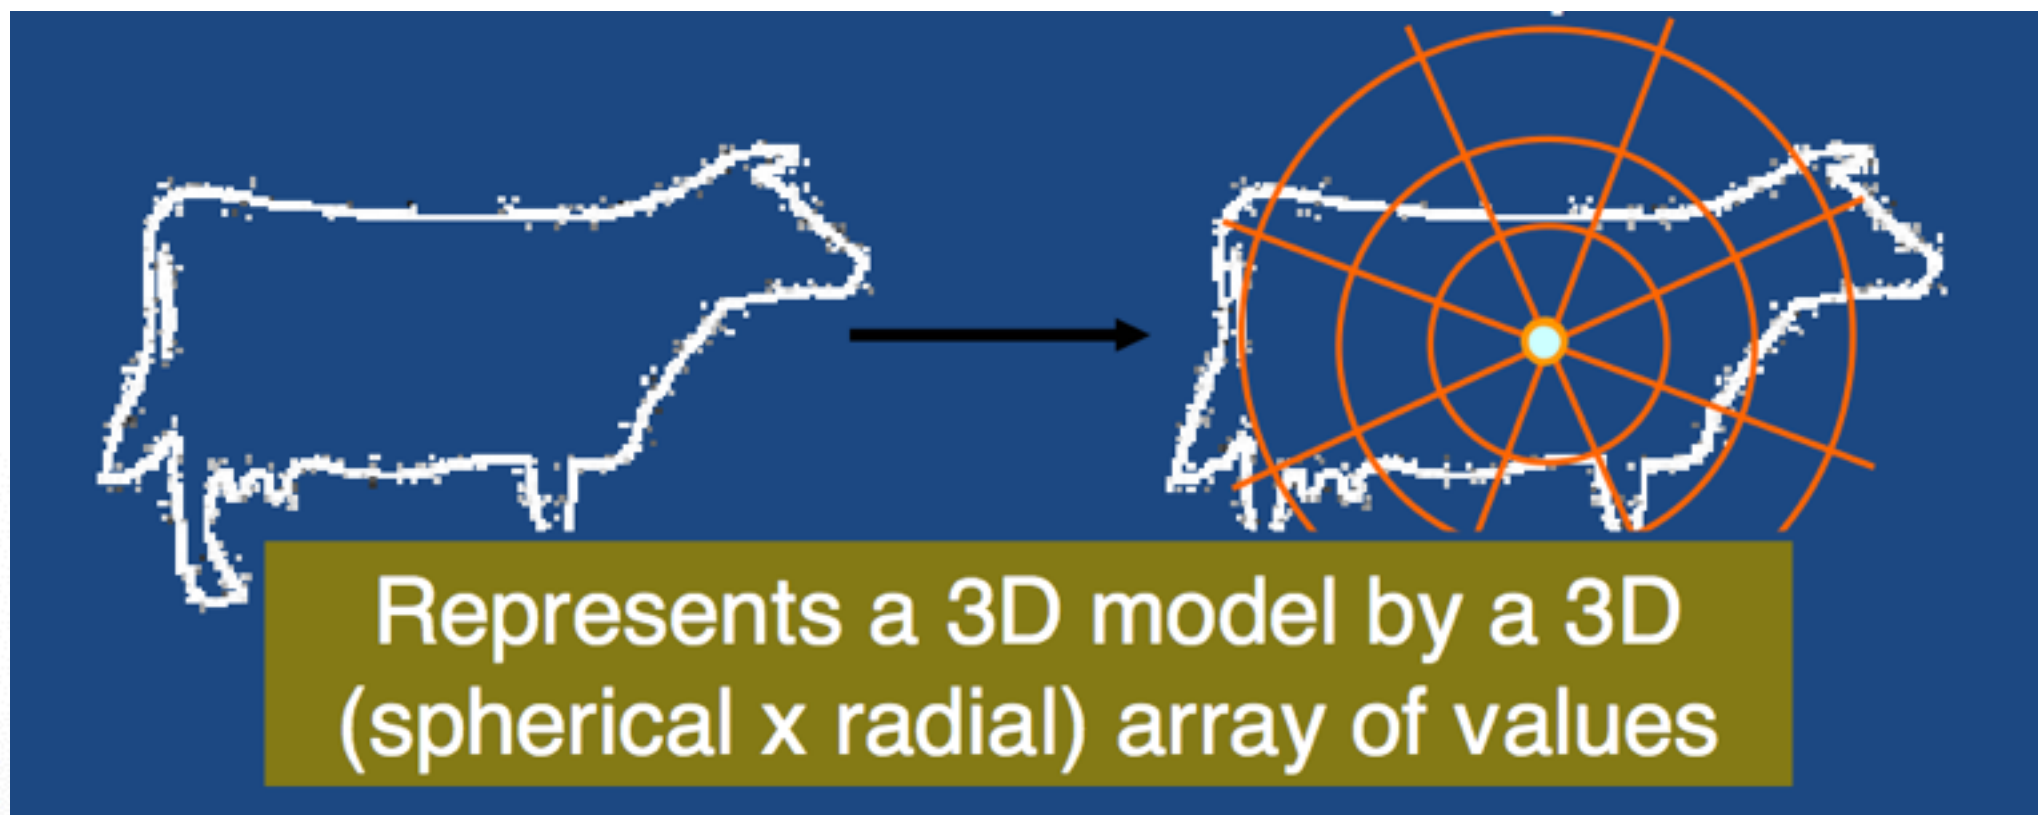 Represents a 3D model by a 3D
(spherical x radial) array of values